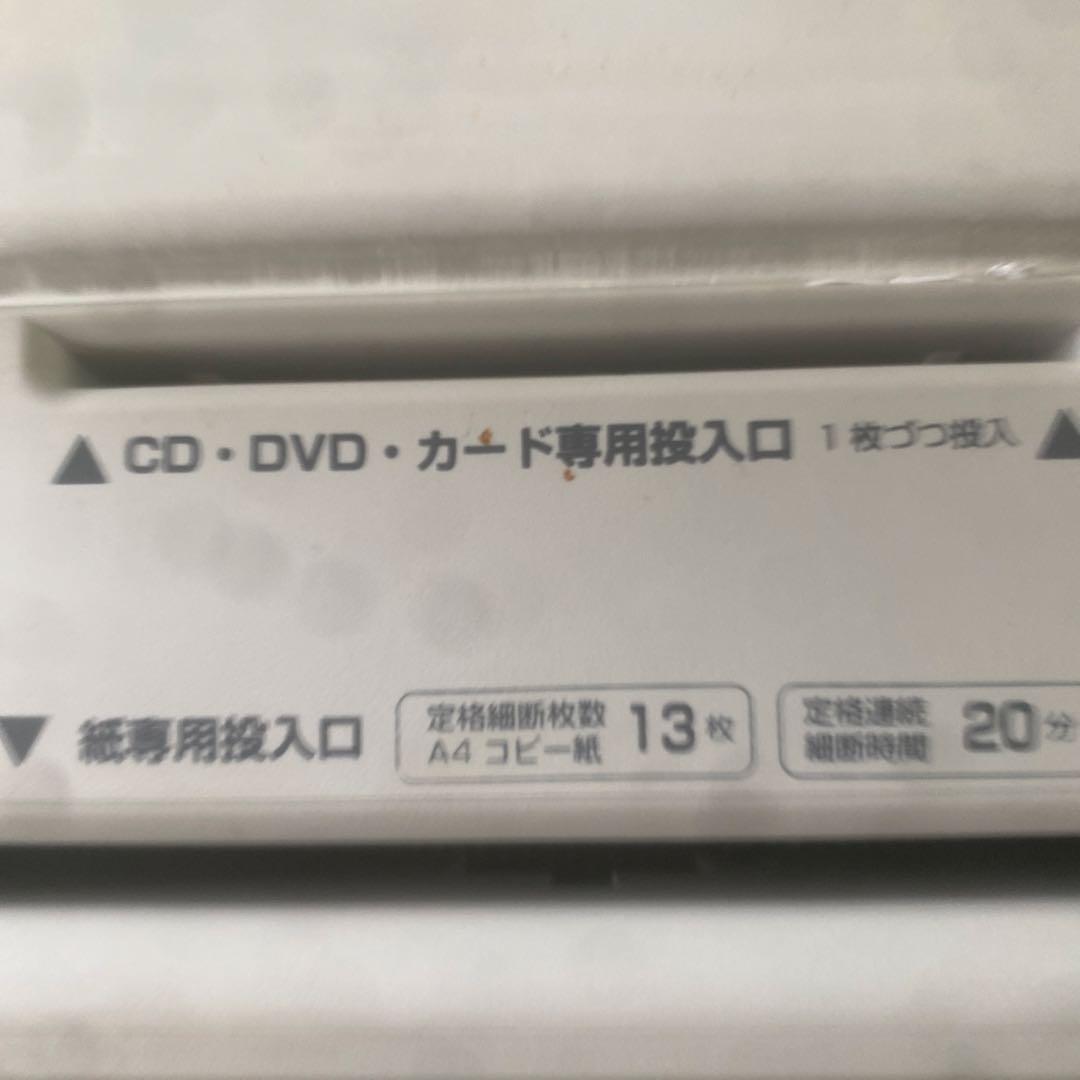 ▲ CD・DVD・カード専用投入口 1枚づつ投入 ▲
▼ 紙専用投入口
定格細断枚数
A4 コピー紙
13枚
定格連続
細断時間
20分